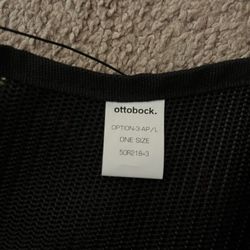 ottobock.
OPTION-3-AP/L
ONE SIZE
50R218=3